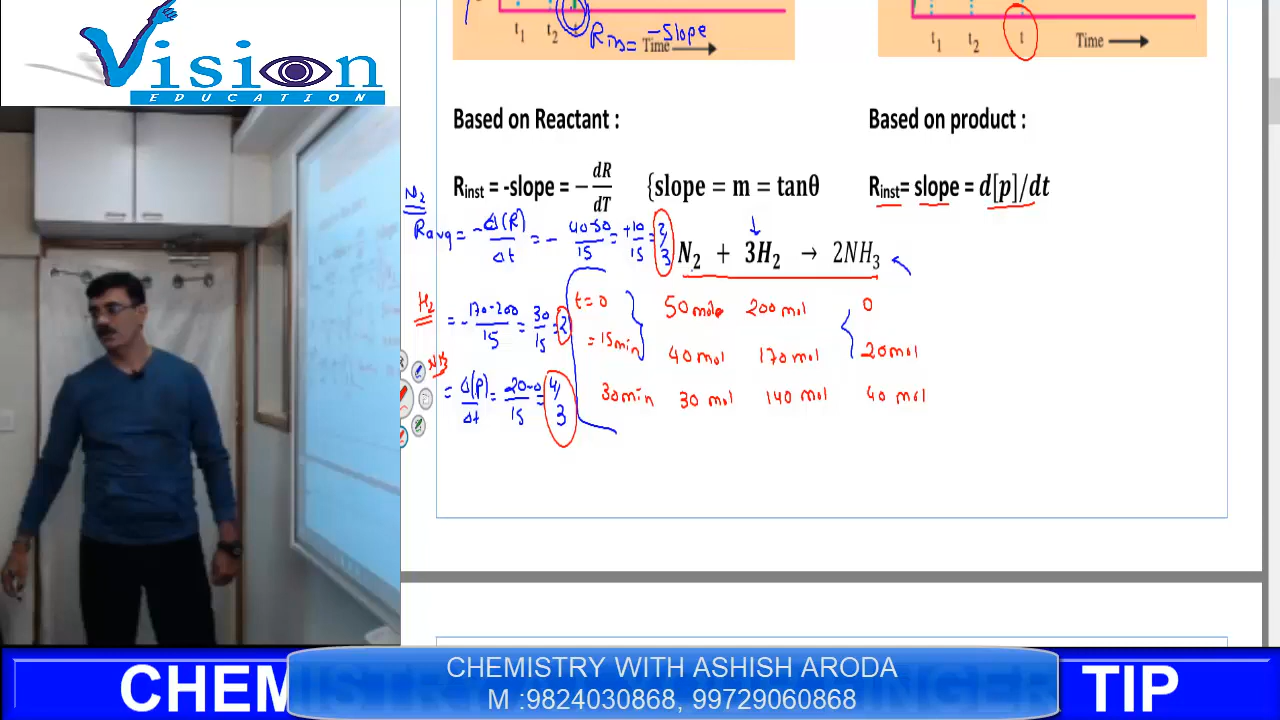 Vision
EDUCATION
t₁ t₂
R inst = -slope
Time
t₁ t₂ t Time
Based on Reactant :
Based on product :
Rinst = -slope = − dR/dT {slope = m = tanθ
Rinst= slope = d[p]/dt
N₂
Ravg = - Δ(R)/Δt = - 40-50/15 = +10/15 = 2/3
N₂ + 3H₂ → 2NH₃
H₂
= - 170-200/15 = 30/15 = 2
t = 0 50 mole 200 mol 0
= 15 min 40 mol 170 mol 20 mol
NH₃
= Δ(P)/Δt = 20-0/15 = 4/3
30 min 30 mol 140 mol 40 mol
CHEM
TIP
CHEMISTRY WITH ASHISH ARODA
M :9824030868, 99729060868